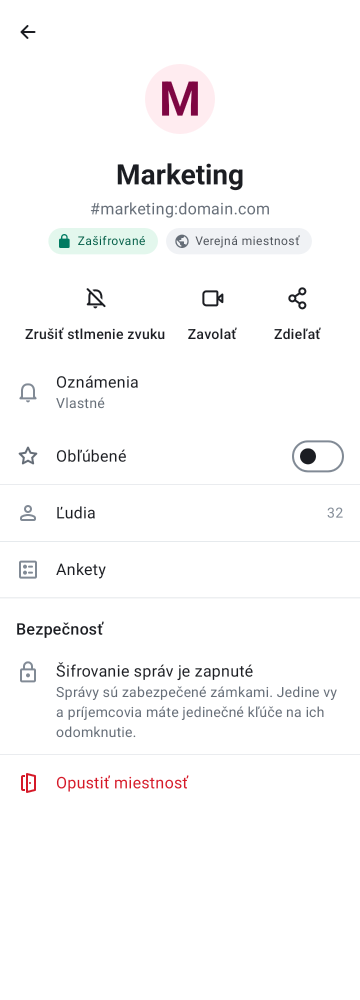 M
Marketing
#marketing:domain.com
Zašifrované
Verejná miestnosť
Zrušiť stlmenie zvuku
Zavolať
Zdieľať
Oznámenia
Vlastné
Obľúbené
Ľudia
32
Ankety
Bezpečnosť
Šifrovanie správ je zapnuté
Správy sú zabezpečené zámkami. Jedine vy
a príjemcovia máte jedinečné kľúče na ich
odomknutie.
Opustiť miestnosť